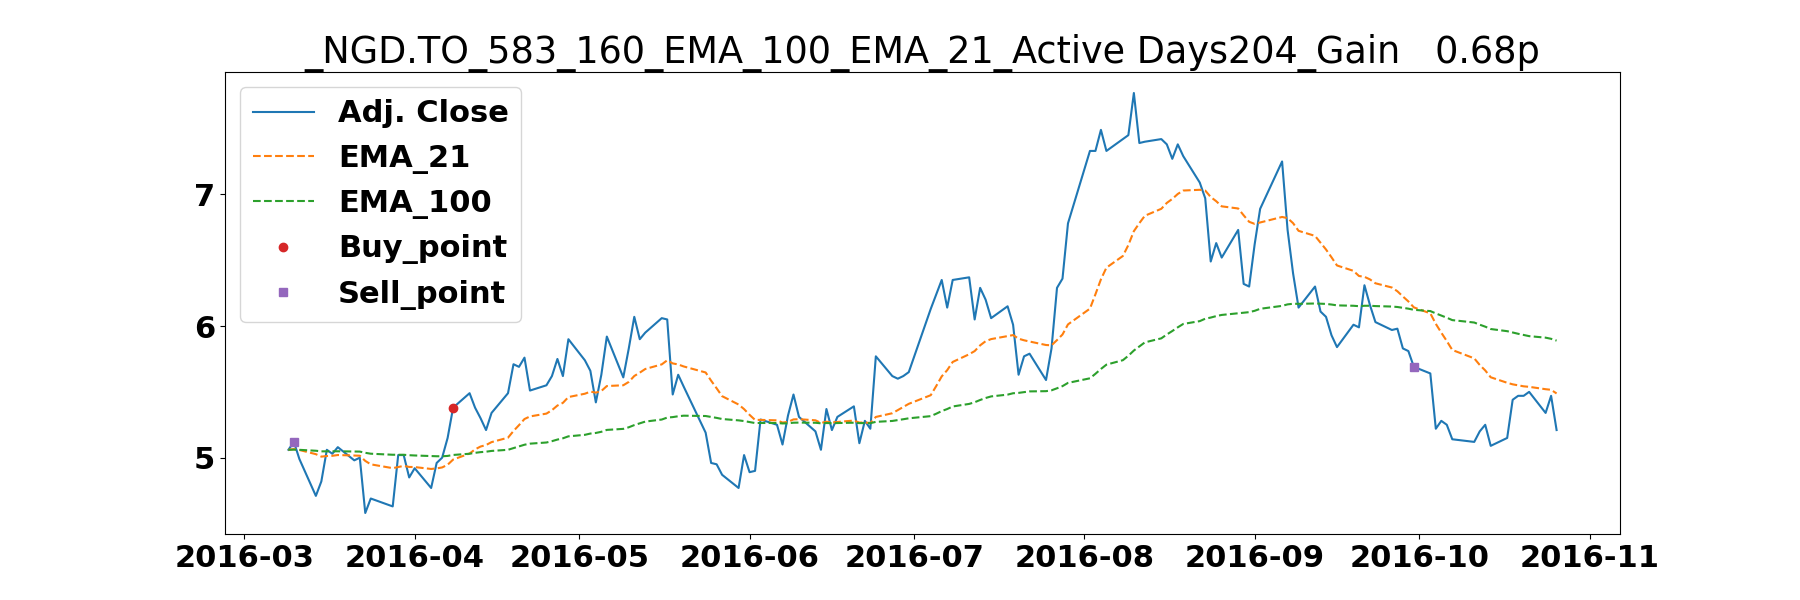 _NGD.TO_583_160_EMA_100_EMA_21_Active Days204_Gain   0.68p
Adj. Close
EMA_21
EMA_100
Buy_point
Sell_point
7
6
5
2016-03 2016-04 2016-05 2016-06 2016-07 2016-08 2016-09 2016-10 2016-11